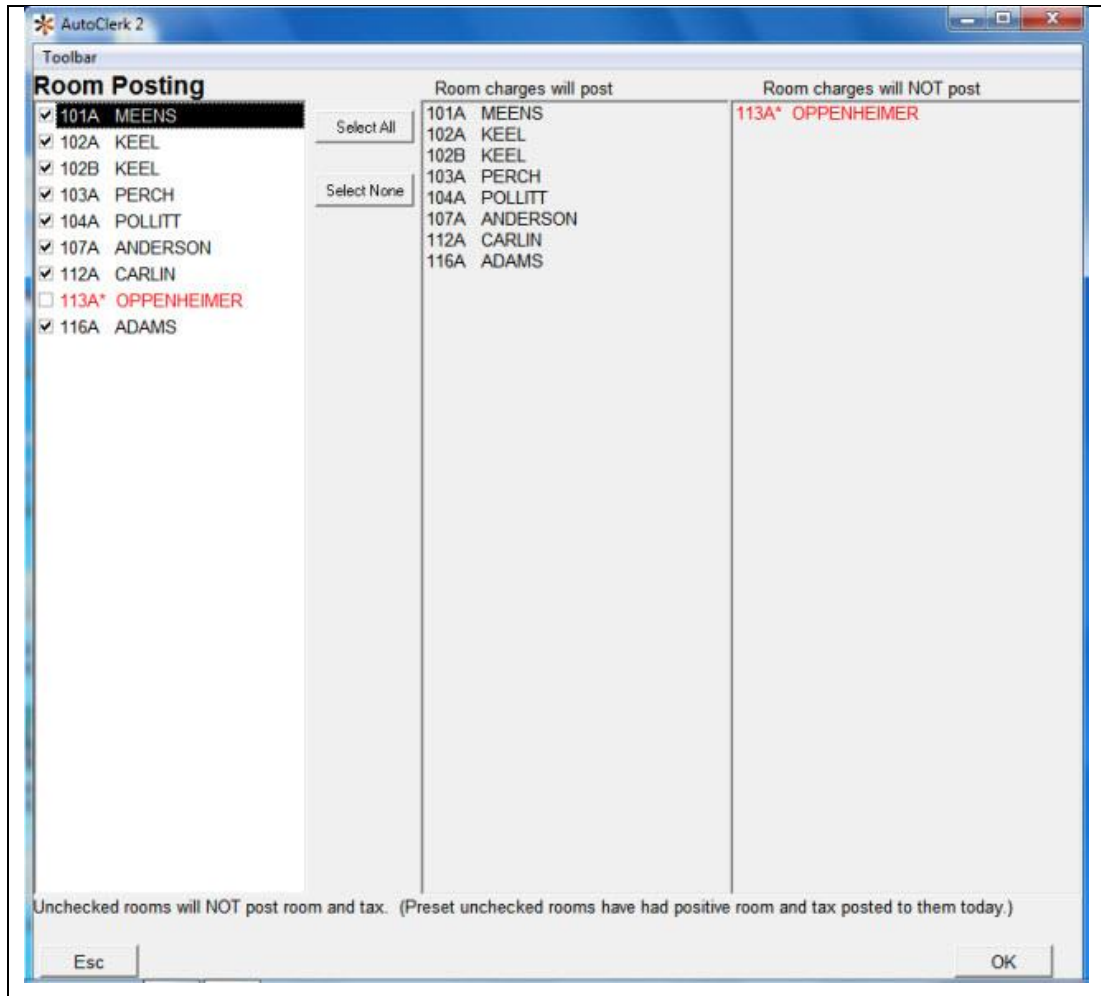 AutoClerk 2
Toolbar
Room Posting
101A MEENS
102A KEEL
102B KEEL
103A PERCH
104A POLLITT
107A ANDERSON
112A CARLIN
113A* OPPENHEIMER
116A ADAMS
Select All
Select None
Room charges will post
101A MEENS
102A KEEL
102B KEEL
103A PERCH
104A POLLITT
107A ANDERSON
112A CARLIN
116A ADAMS
Room charges will NOT post
113A* OPPENHEIMER
Unchecked rooms will NOT post room and tax. (Preset unchecked rooms have had positive room and tax posted to them today.)
Esc
OK